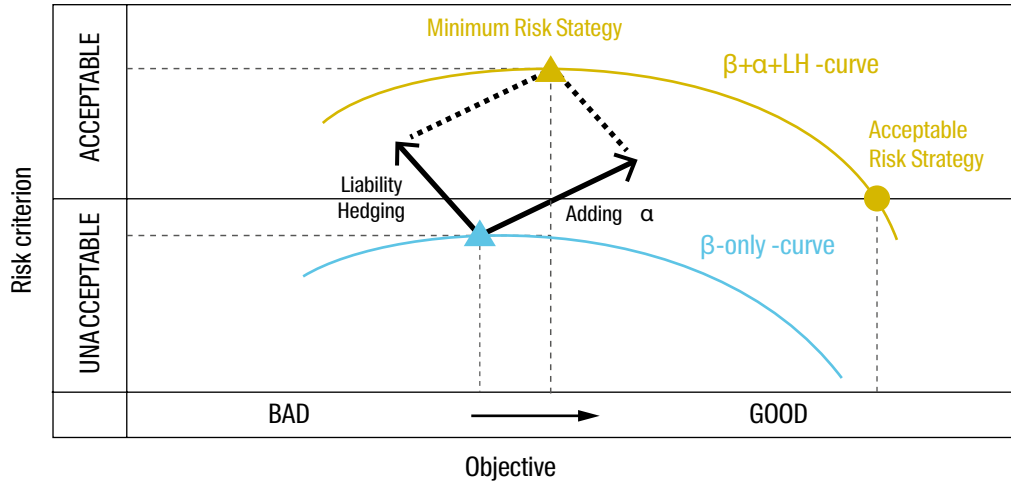 Minimum Risk Stategy
β+α+LH -curve
Acceptable
Risk Strategy
ACCEPTABLE
Liability
Hedging
Adding α
Risk criterion
UNACCEPTABLE
β-only -curve
BAD
GOOD
Objective